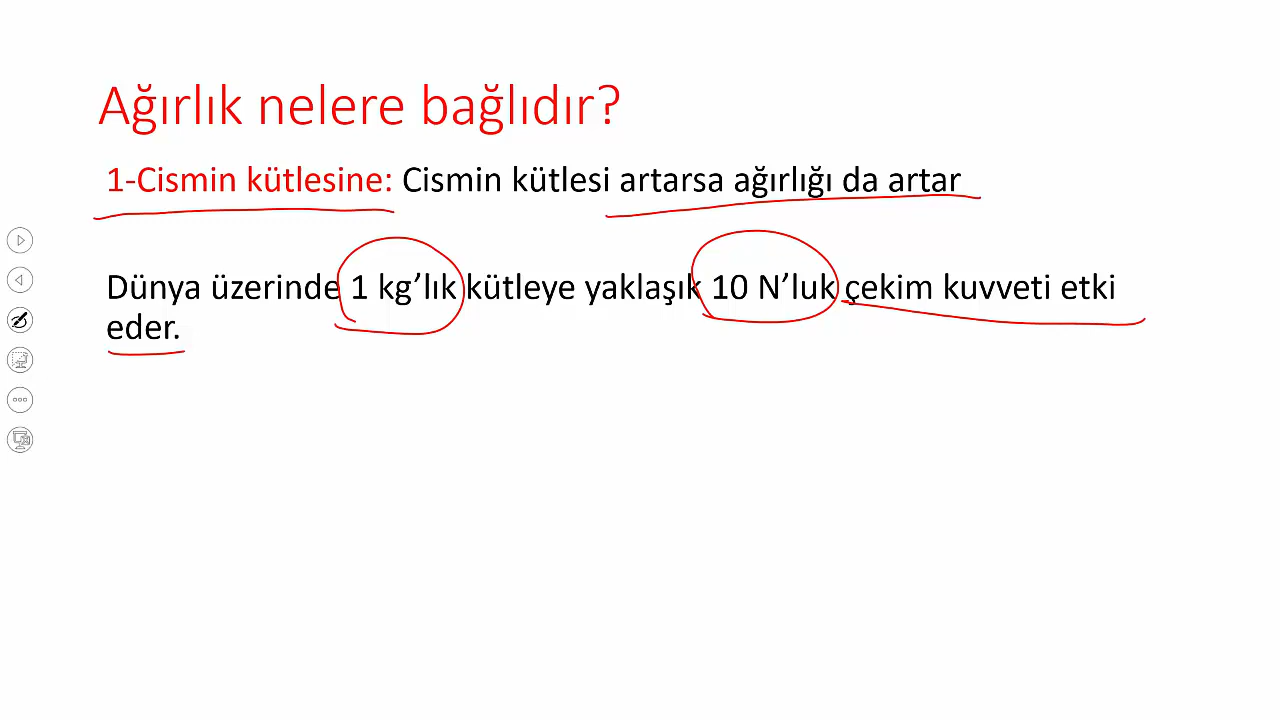 Ağırlık nelere bağlıdır?
1-Cismin kütlesine: Cismin kütlesi artarsa ağırlığı da artar
Dünya üzerinde 1 kg’lık kütleye yaklaşık 10 N’luk çekim kuvveti etki
eder.